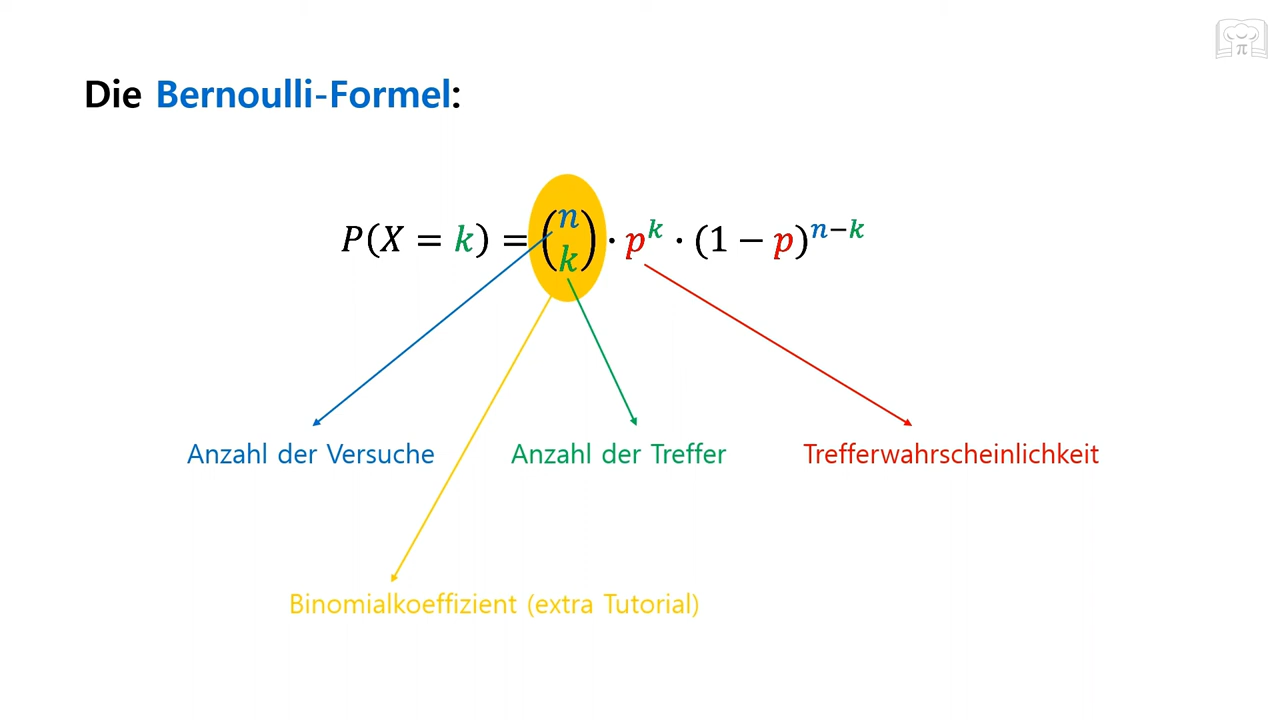 Die Bernoulli-Formel:
P(X = k) = (n k) · p^k · (1 − p)^{n−k}
Anzahl der Versuche
Anzahl der Treffer
Trefferwahrscheinlichkeit
Binomialkoeffizient (extra Tutorial)
π